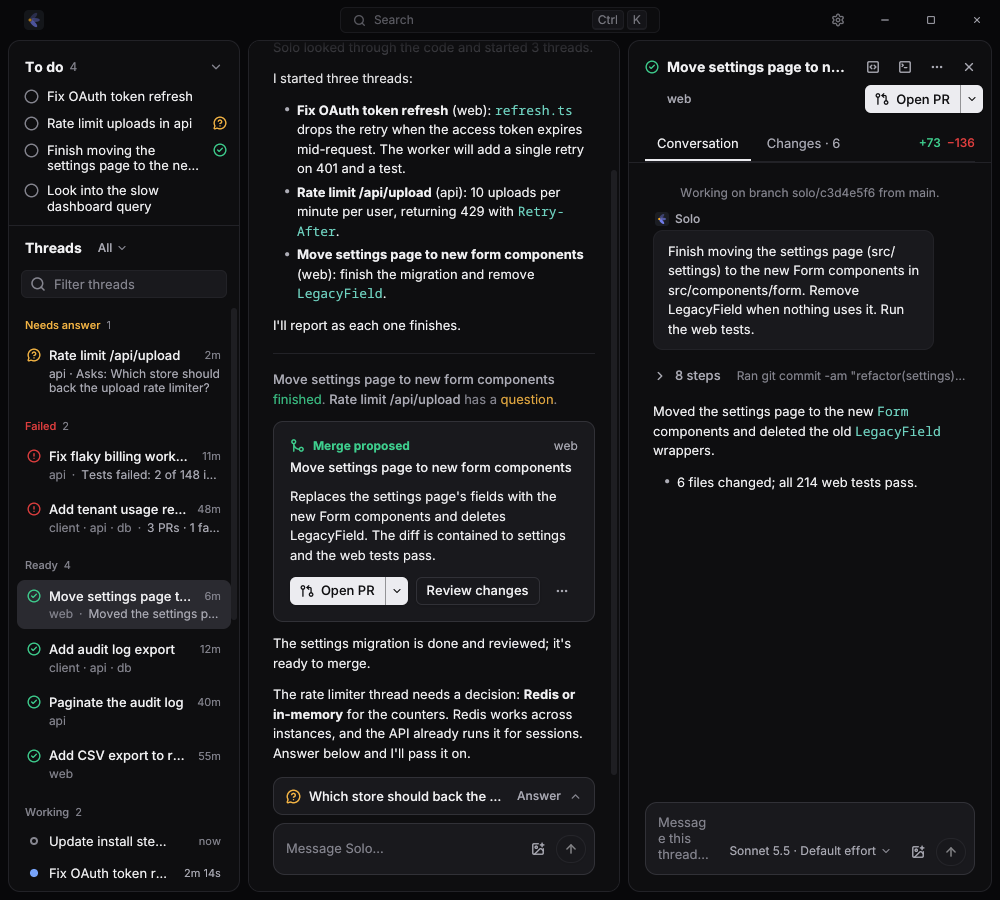 Search
Ctrl K
To do 4
Fix OAuth token refresh
Rate limit uploads in api
Finish moving the
settings page to the ne...
Look into the slow
dashboard query
Threads All
Filter threads
Needs answer 1
Rate limit /api/upload 2m
api · Asks: Which store should
back the upload rate limiter?
Failed 2
Fix flaky billing work... 11m
api · Tests failed: 2 of 148 i...
Add tenant usage re... 48m
client · api · db · 3 PRs · 1 fa...
Ready 4
Move settings page t... 6m
web · Moved the settings p...
Add audit log export 12m
client · api · db
Paginate the audit log 40m
api
Add CSV export to r... 55m
web
Working 2
Update install ste... now
Fix OAuth token r... 2m 14s
Solo looked through the code and started 3 threads.
I started three threads:
• Fix OAuth token refresh (web): refresh.ts
drops the retry when the access token expires
mid-request. The worker will add a single retry
on 401 and a test.
• Rate limit /api/upload (api): 10 uploads per
minute per user, returning 429 with Retry-
After.
• Move settings page to new form components
(web): finish the migration and remove
LegacyField.
I'll report as each one finishes.
Move settings page to new form components
finished. Rate limit /api/upload has a question.
Merge proposed web
Move settings page to new form components
Replaces the settings page's fields with the
new Form components and deletes
LegacyField. The diff is contained to settings
and the web tests pass.
Open PR Review changes ···
The settings migration is done and reviewed; it's
ready to merge.
The rate limiter thread needs a decision: Redis or
in-memory for the counters. Redis works across
instances, and the API already runs it for sessions.
Answer below and I'll pass it on.
Which store should back the ... Answer
Message Solo...
Move settings page to n...
web
Open PR
Conversation Changes · 6 +73 −136
Working on branch solo/c3d4e5f6 from main.
Solo
Finish moving the settings page (src/
settings) to the new Form components in
src/components/form. Remove
LegacyField when nothing uses it. Run
the web tests.
8 steps Ran git commit -am "refactor(settings)...
Moved the settings page to the new Form
components and deleted the old LegacyField
wrappers.
• 6 files changed; all 214 web tests pass.
Messag
e this
thread...
Sonnet 5.5 · Default effort